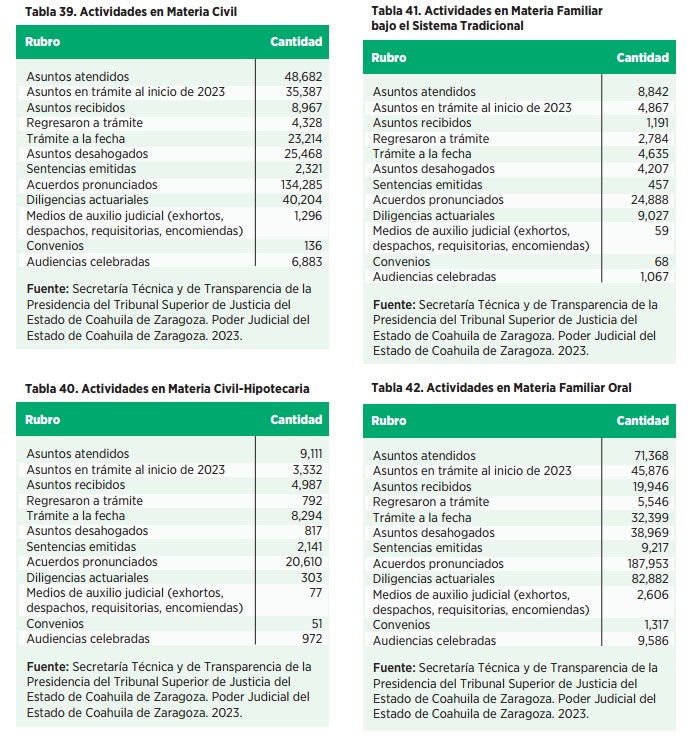 Tabla 39. Actividades en Materia Civil
Rubro Cantidad
Asuntos atendidos 48,682
Asuntos en trámite al inicio de 2023 35,387
Asuntos recibidos 8,967
Regresaron a trámite 4,328
Trámite a la fecha 23,214
Asuntos desahogados 25,468
Sentencias emitidas 2,321
Acuerdos pronunciados 134,285
Diligencias actuariales 40,204
Medios de auxilio judicial (exhortos, 1,296
despachos, requisitorias, encomiendas)
Convenios 136
Audiencias celebradas 6,883
Fuente: Secretaría Técnica y de Transparencia de la
Presidencia del Tribunal Superior de Justicia del
Estado de Coahuila de Zaragoza. Poder Judicial del
Estado de Coahuila de Zaragoza. 2023.
Tabla 40. Actividades en Materia Civil-Hipotecaria
Rubro Cantidad
Asuntos atendidos 9,111
Asuntos en trámite al inicio de 2023 3,332
Asuntos recibidos 4,987
Regresaron a trámite 792
Trámite a la fecha 8,294
Asuntos desahogados 817
Sentencias emitidas 2,141
Acuerdos pronunciados 20,610
Diligencias actuariales 303
Medios de auxilio judicial (exhortos, 77
despachos, requisitorias, encomiendas)
Convenios 51
Audiencias celebradas 972
Fuente: Secretaría Técnica y de Transparencia de la
Presidencia del Tribunal Superior de Justicia del
Estado de Coahuila de Zaragoza. Poder Judicial del
Estado de Coahuila de Zaragoza. 2023.
Tabla 41. Actividades en Materia Familiar
bajo el Sistema Tradicional
Rubro Cantidad
Asuntos atendidos 8,842
Asuntos en trámite al inicio de 2023 4,867
Asuntos recibidos 1,191
Regresaron a trámite 2,784
Trámite a la fecha 4,635
Asuntos desahogados 4,207
Sentencias emitidas 457
Acuerdos pronunciados 24,888
Diligencias actuariales 9,027
Medios de auxilio judicial (exhortos, 59
despachos, requisitorias, encomiendas)
Convenios 68
Audiencias celebradas 1,067
Fuente: Secretaría Técnica y de Transparencia de la
Presidencia del Tribunal Superior de Justicia del
Estado de Coahuila de Zaragoza. Poder Judicial del
Estado de Coahuila de Zaragoza. 2023.
Tabla 42. Actividades en Materia Familiar Oral
Rubro Cantidad
Asuntos atendidos 71,368
Asuntos en trámite al inicio de 2023 45,876
Asuntos recibidos 19,946
Regresaron a trámite 5,546
Trámite a la fecha 32,399
Asuntos desahogados 38,969
Sentencias emitidas 9,217
Acuerdos pronunciados 187,953
Diligencias actuariales 82,882
Medios de auxilio judicial (exhortos, 2,606
despachos, requisitorias, encomiendas)
Convenios 1,317
Audiencias celebradas 9,586
Fuente: Secretaría Técnica y de Transparencia de la
Presidencia del Tribunal Superior de Justicia del
Estado de Coahuila de Zaragoza. Poder Judicial del
Estado de Coahuila de Zaragoza. 2023.